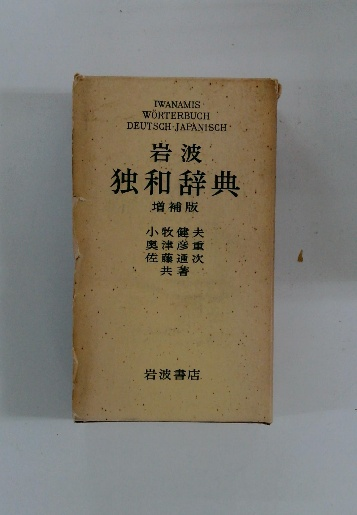 IWANAMIS
WÖRTERBUCH
DEUTSCH-JAPANISCH
岩波
独和辞典
増補版
小牧健夫
奥津彦重
佐藤通次
共著
岩波書店